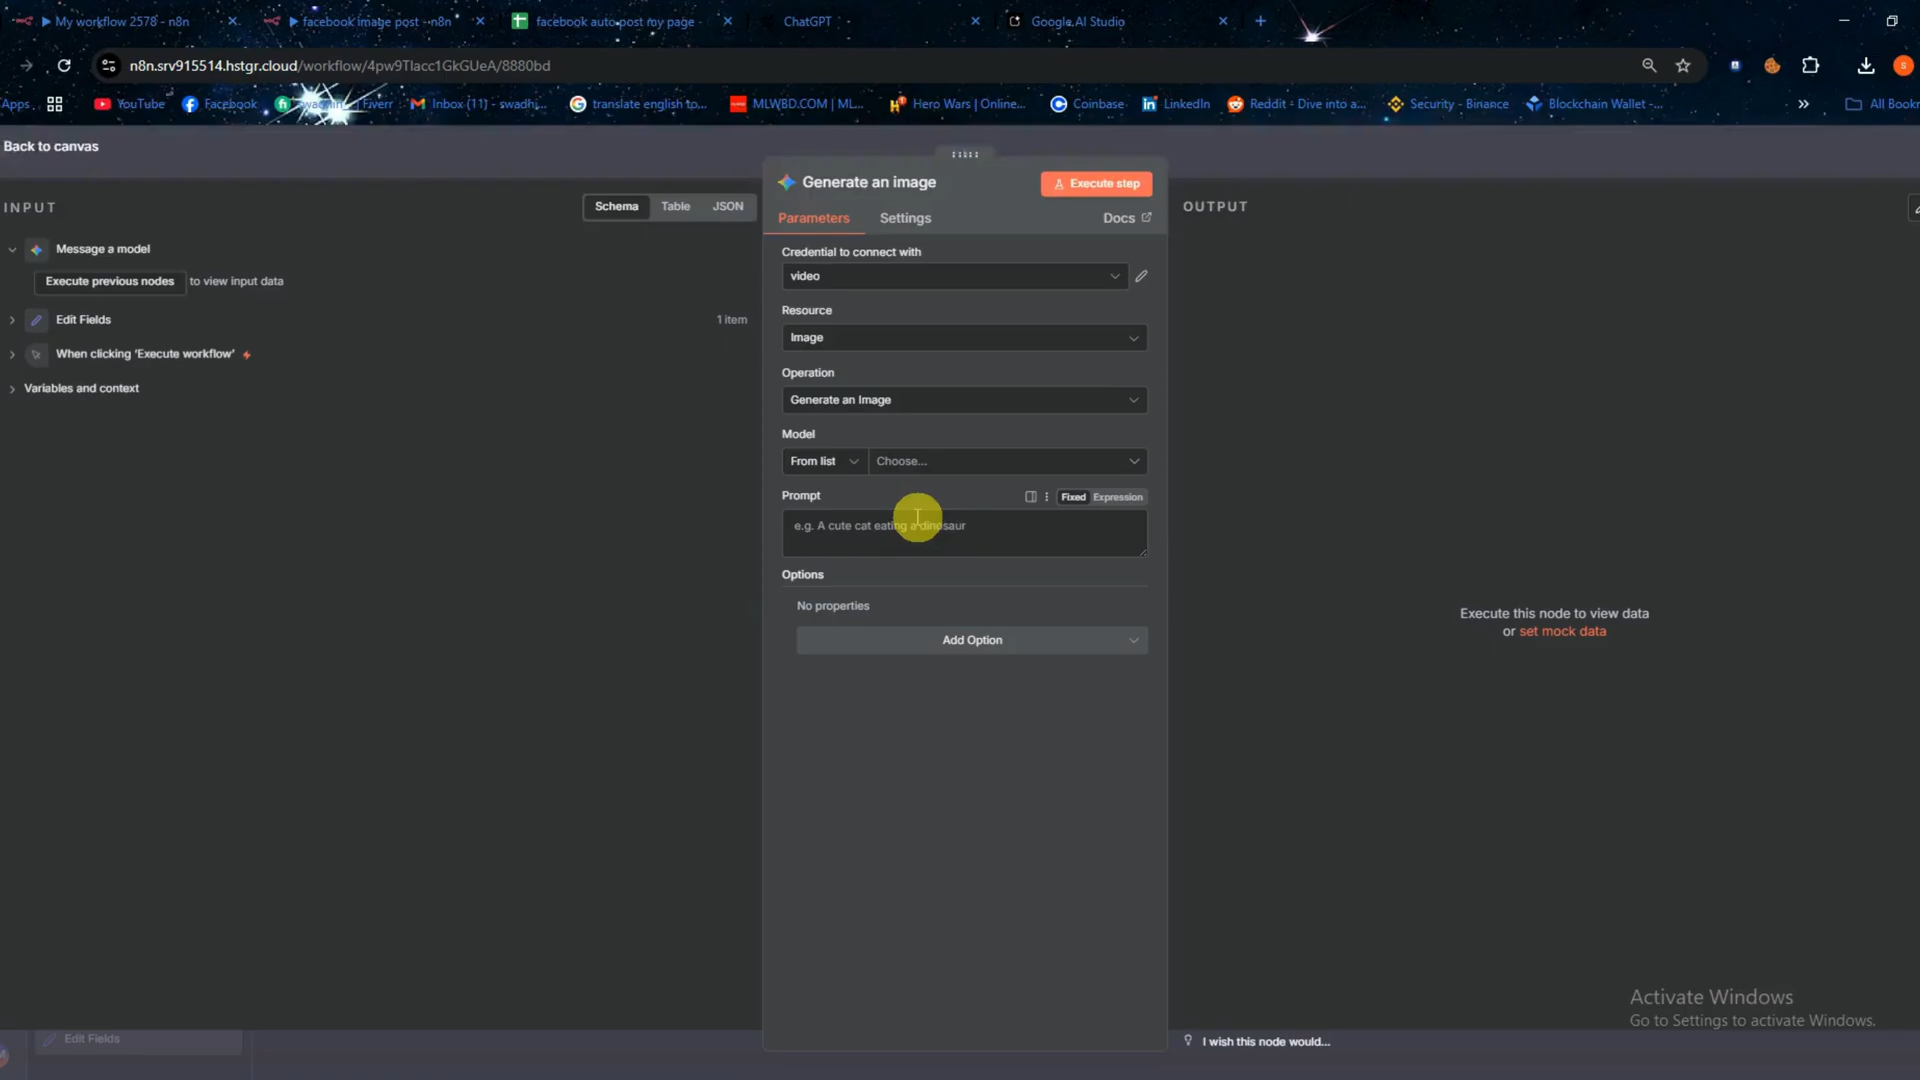 My workflow 2578 - n8n
facebook image post - n8n
facebook auto post my page
ChatGPT
Google AI Studio
n8n.srv915514.hstgr.cloud/workflow/4pw9TIacc1GkGUeA/8880bd
Apps
YouTube
Facebook
Fiverr
Inbox (11) - swadhi...
translate english to...
MLWBD.COM | ML...
Hero Wars | Online...
Coinbase
LinkedIn
Reddit - Dive into a...
Security - Binance
Blockchain Wallet -...
All Bookm
Back to canvas
INPUT
Schema
Table
JSON
Message a model
Execute previous nodes to view input data
Edit Fields
1 item
When clicking 'Execute workflow'
Variables and context
Generate an image
Execute step
Parameters
Settings
Docs
Credential to connect with
video
Resource
Image
Operation
Generate an Image
Model
From list
Choose...
Prompt
Fixed
Expression
e.g. A cute cat eating a dinosaur
Options
No properties
Add Option
OUTPUT
Execute this node to view data
or set mock data
Activate Windows
Go to Settings to activate Windows.
Edit Fields
I wish this node would...